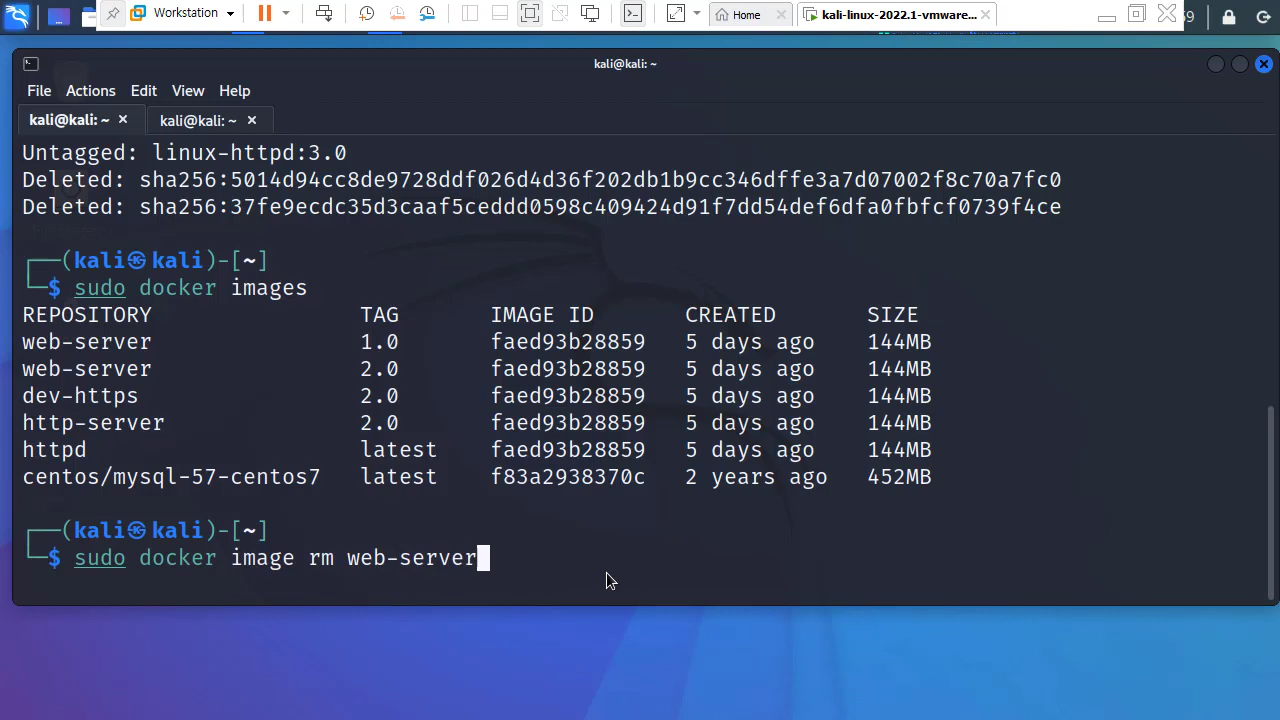 Workstation
Home
kali-linux-2022.1-vmware...
59
kali@kali: ~
File Actions Edit View Help
kali@kali: ~
kali@kali: ~
Untagged: linux-httpd:3.0
Deleted: sha256:5014d94cc8de9728ddf026d4d36f202db1b9cc346dffe3a7d07002f8c70a7fc0
Deleted: sha256:37fe9ecdc35d3caaf5ceddd0598c409424d91f7dd54def6dfa0fbfcf0739f4ce
┌──(kali㉿kali)-[~]
└─$ sudo docker images
REPOSITORY TAG IMAGE ID CREATED SIZE
web-server 1.0 faed93b28859 5 days ago 144MB
web-server 2.0 faed93b28859 5 days ago 144MB
dev-https 2.0 faed93b28859 5 days ago 144MB
http-server 2.0 faed93b28859 5 days ago 144MB
httpd latest faed93b28859 5 days ago 144MB
centos/mysql-57-centos7 latest f83a2938370c 2 years ago 452MB
┌──(kali㉿kali)-[~]
└─$ sudo docker image rm web-server